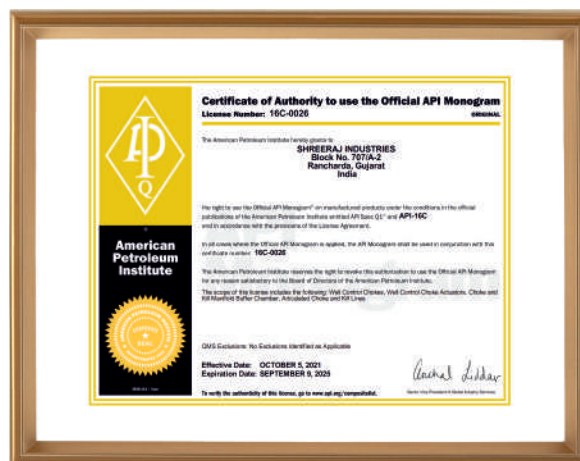 Certificate of Authority to use the Official API Monogram
License Number: 16C-0026
ORIGINAL
The American Petroleum Institute hereby grants to
SHREERAJ INDUSTRIES
Block No. 707/A-2
Rancharda, Gujarat
India
the right to use the Official API Monogram® on manufactured products under the conditions in the official
publications of the American Petroleum Institute entitled API Spec Q1® and API-16C
and in accordance with the provisions of the License Agreement.
In all cases where the Official API Monogram is applied, the API Monogram shall be used in conjunction with this
certificate number: 16C-0026
The American Petroleum Institute reserves the right to revoke this authorization to use the Official API Monogram
for any reason satisfactory to the Board of Directors of the American Petroleum Institute.
The scope of this license includes the following: Well Control Chokes, Well Control Choke Actuators, Choke and
Kill Manifold Buffer Chamber, Articulated Choke and Kill Lines
QMS Exclusions: No Exclusions Identified as Applicable
Effective Date: OCTOBER 5, 2021
Expiration Date: SEPTEMBER 9, 2025
To verify the authenticity of this license, go to www.api.org/compositelist.
Senior Vice President of Global Industry Services
API
Q
American
Petroleum
Institute